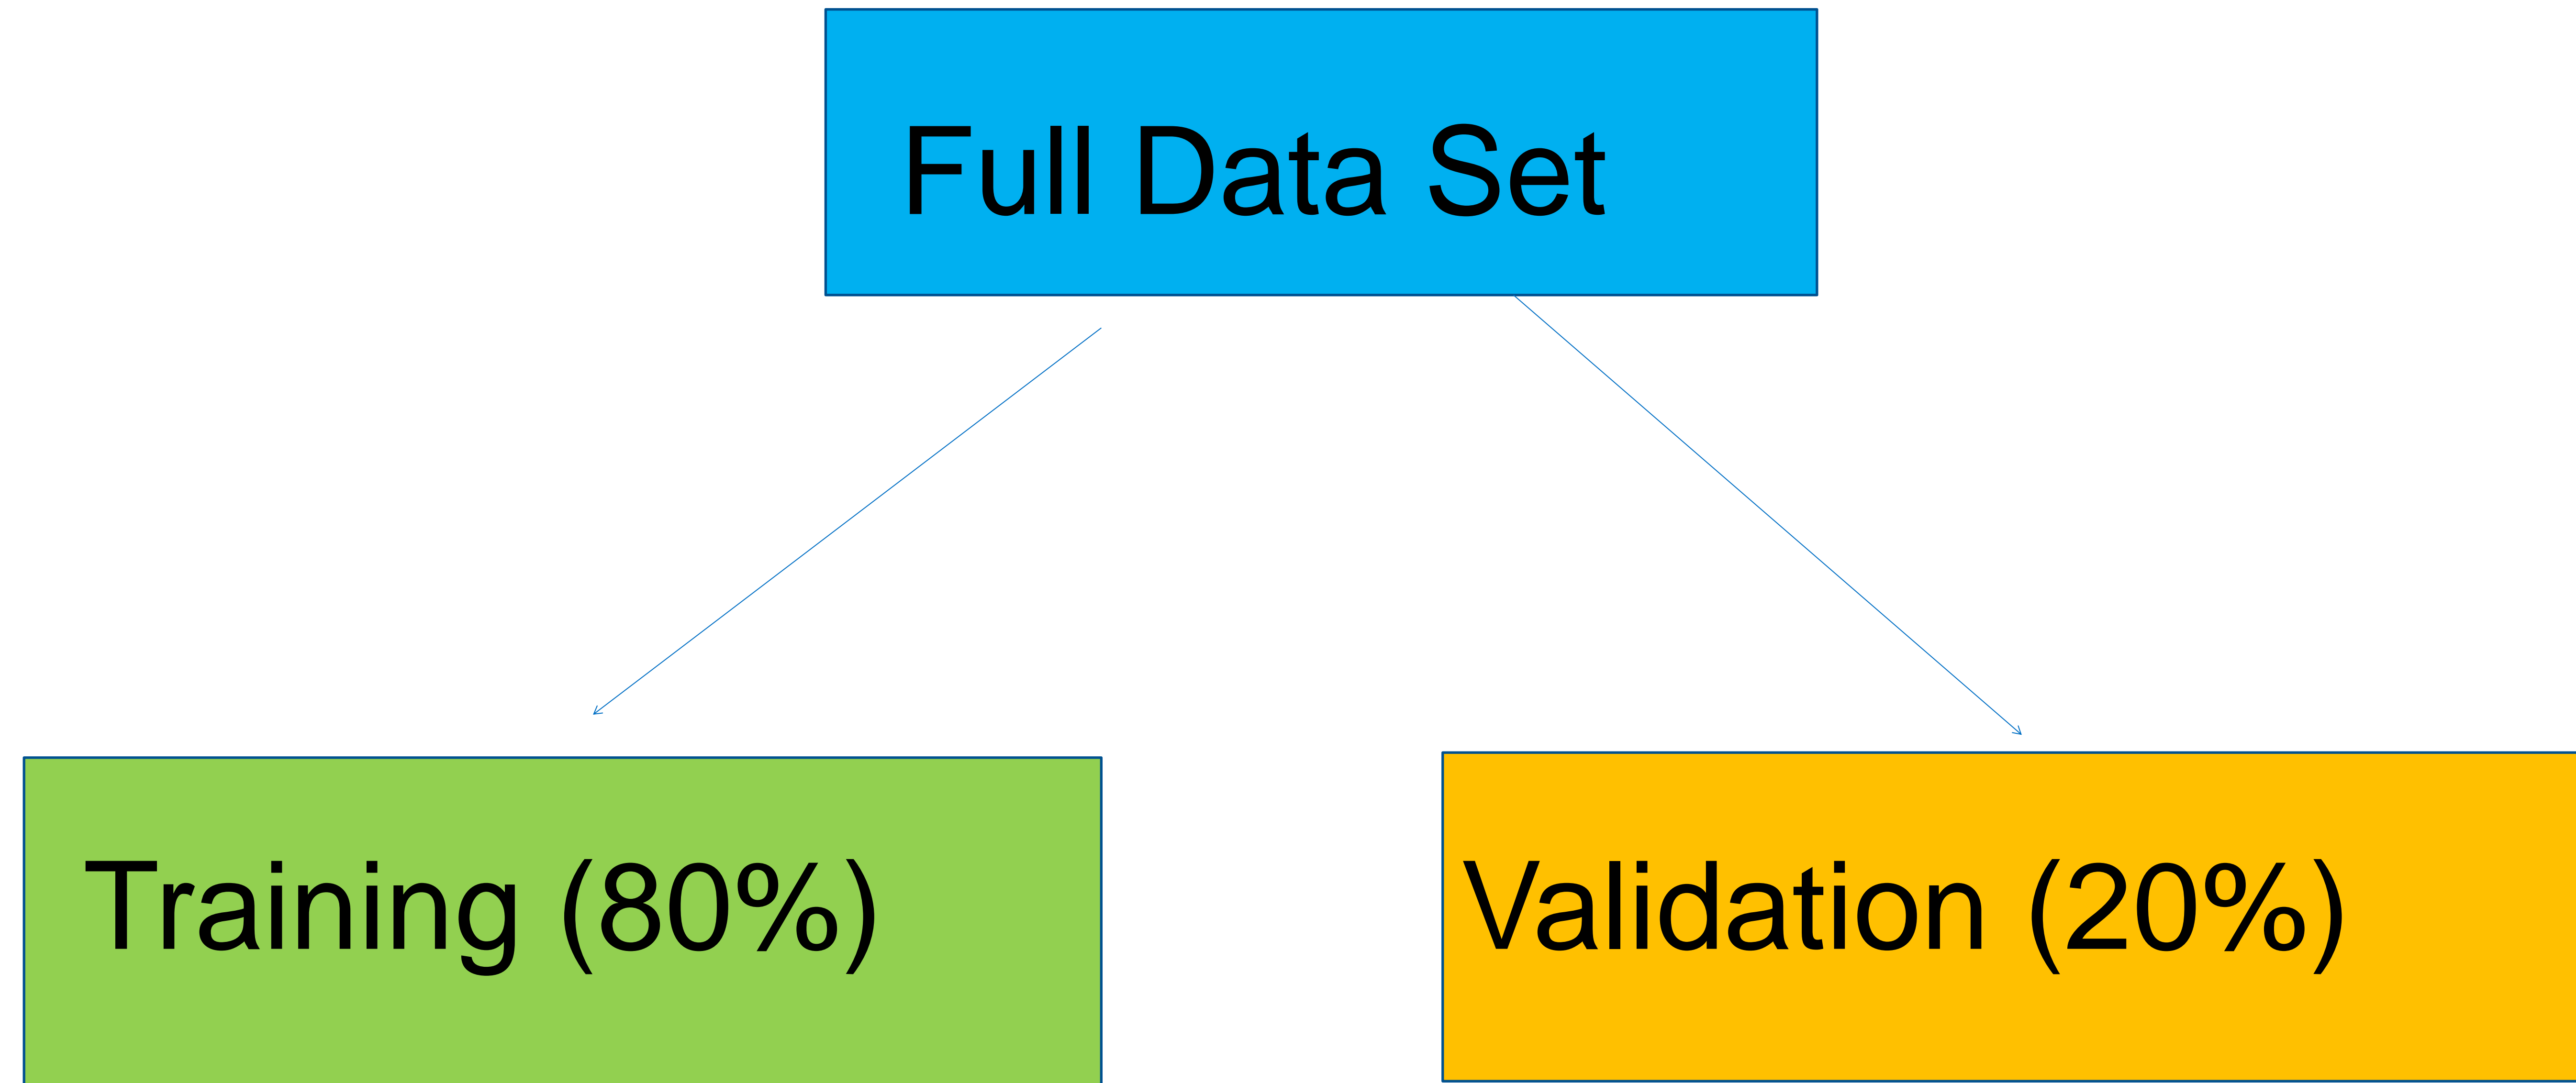 Full Data Set
Training (80%)
Validation (20%)